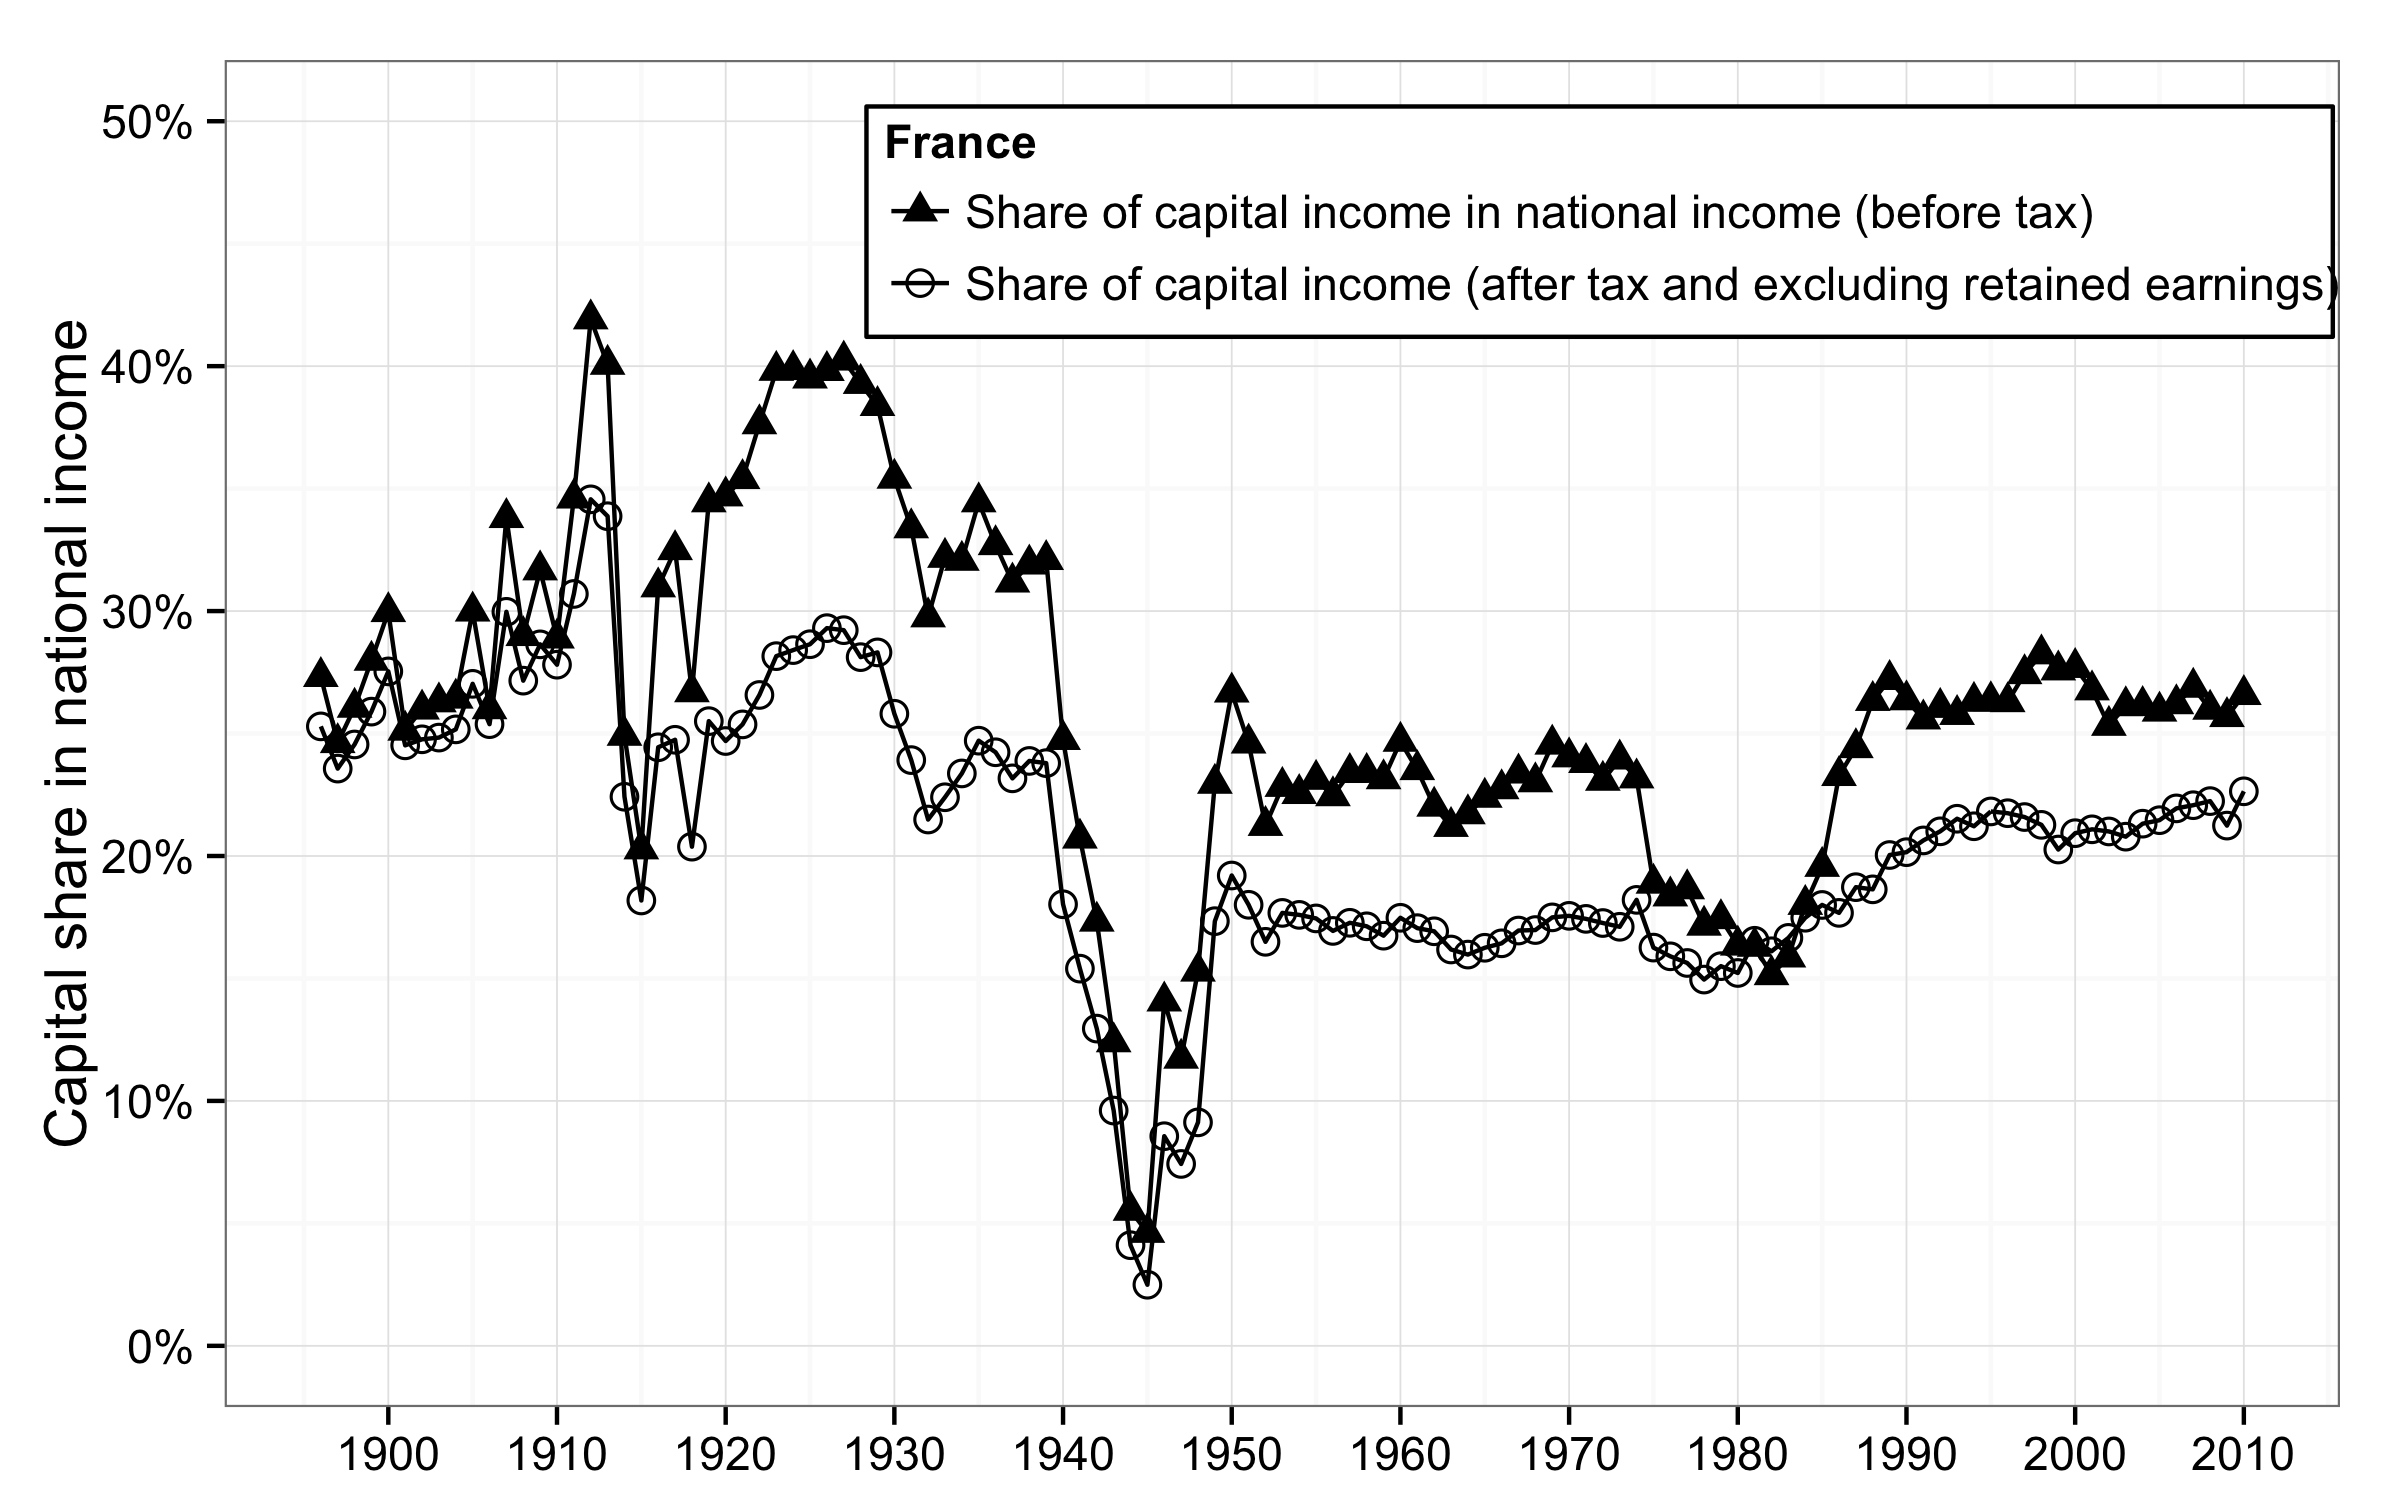 50%
40%
30%
20%
10%
0%
Capital share in national income
France
Share of capital income in national income (before tax)
Share of capital income (after tax and excluding retained earnings)
1900 1910 1920 1930 1940 1950 1960 1970 1980 1990 2000 2010